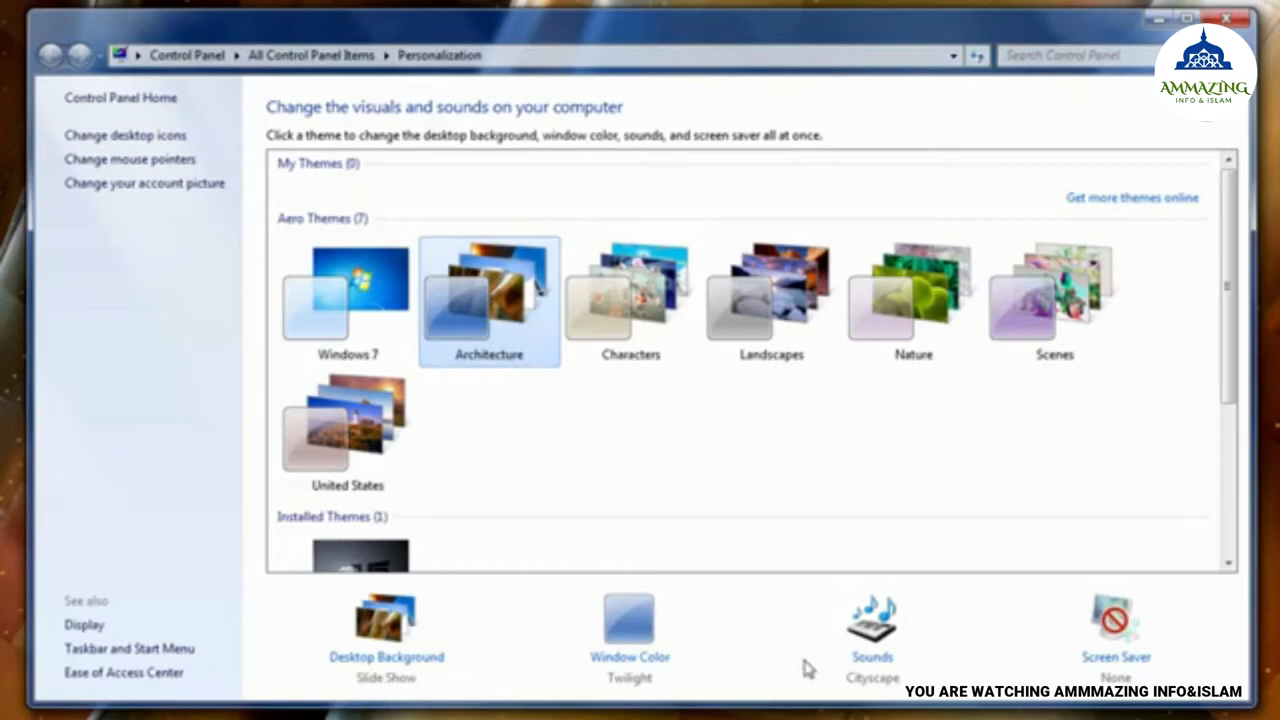 Control Panel ▸ All Control Panel Items ▸ Personalization
Search Control Panel
AMMAZING
INFO & ISLAM
Control Panel Home
Change desktop icons
Change mouse pointers
Change your account picture
Change the visuals and sounds on your computer
Click a theme to change the desktop background, window color, sounds, and screen saver all at once.
My Themes (0)
Get more themes online
Aero Themes (7)
Windows 7
Architecture
Characters
Landscapes
Nature
Scenes
United States
Installed Themes (1)
See also
Display
Taskbar and Start Menu
Ease of Access Center
Desktop Background
Slide Show
Window Color
Twilight
Sounds
Cityscape
Screen Saver
None
YOU ARE WATCHING AMMMAZING INFO&ISLAM